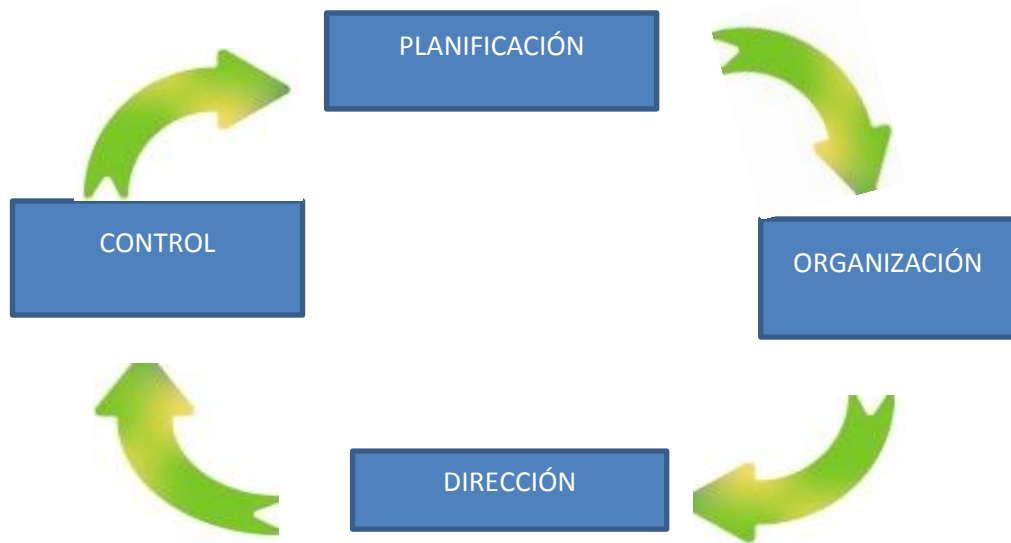 PLANIFICACIÓN
CONTROL
ORGANIZACIÓN
DIRECCIÓN